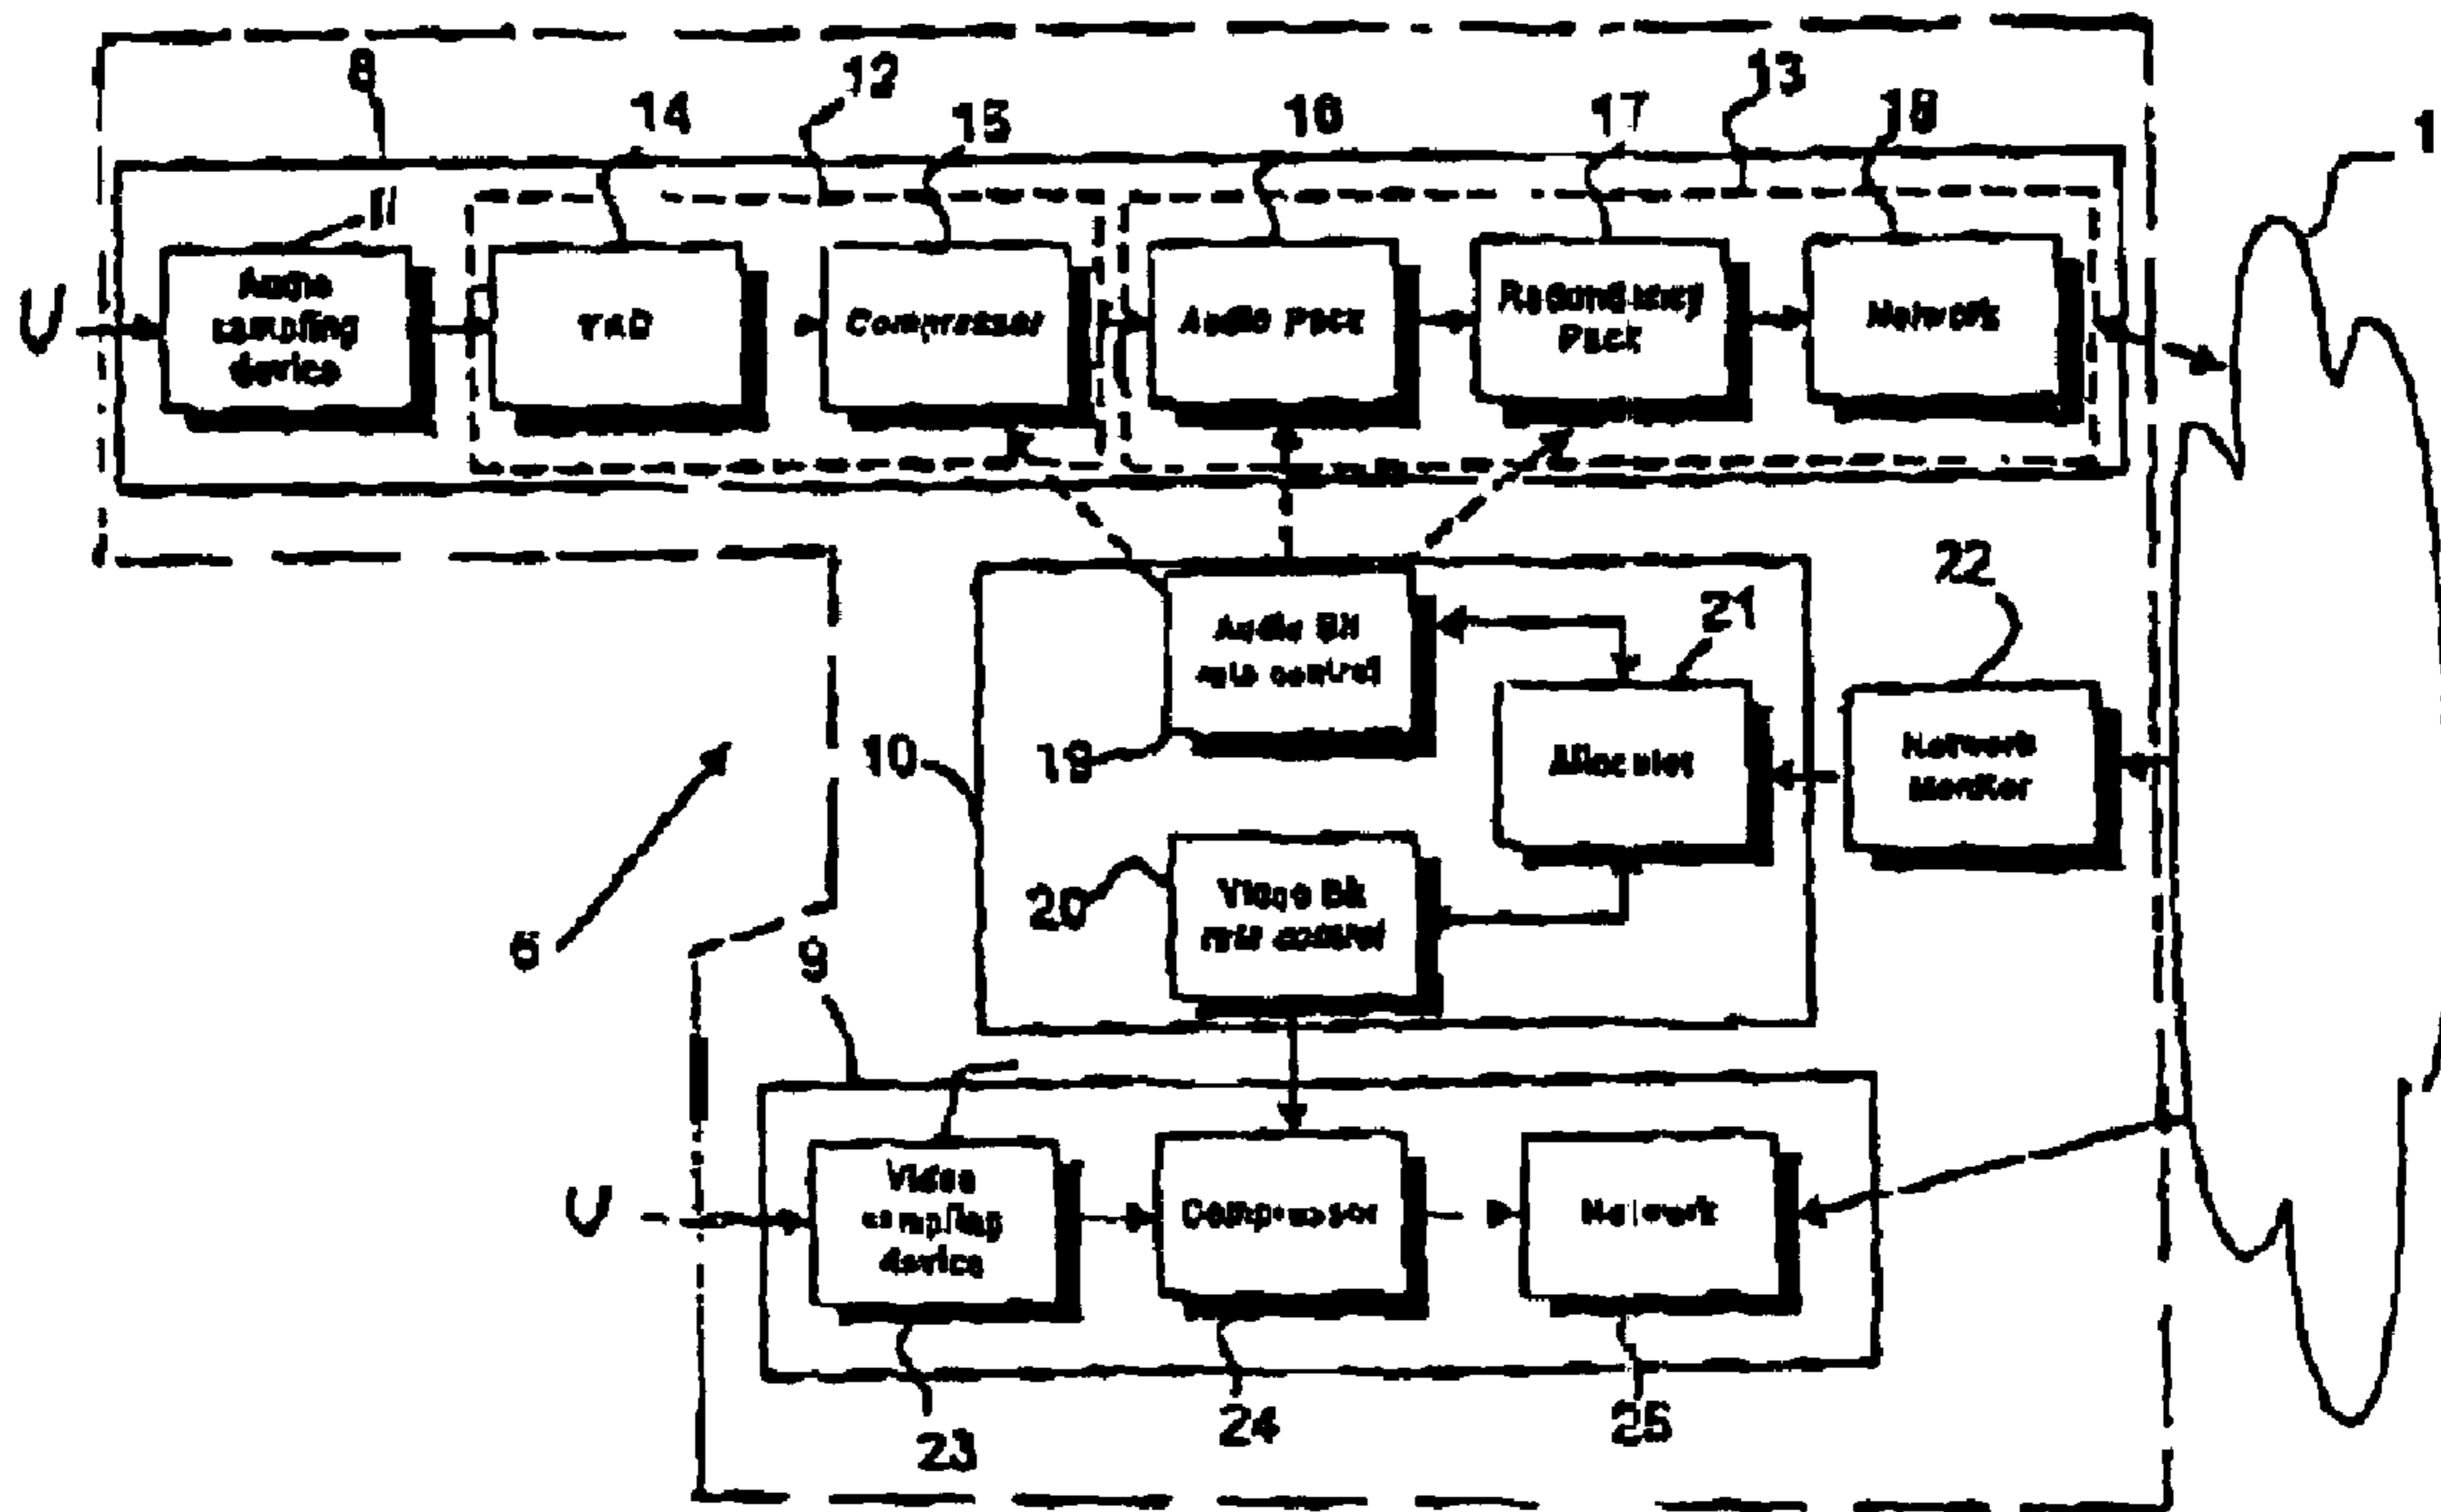 8
12
13
14
15
16
17
18
1
11
U
Audio
sampling
device
Compressor
Audio Pack
Redundancy
Pack
Network
22
21
Audio Bit
rate control
19
10
Allocator
Network
Monitor
20
Video Bit
rate control
6
9
U
Video
sampling
device
Compressor
Network
23
24
25